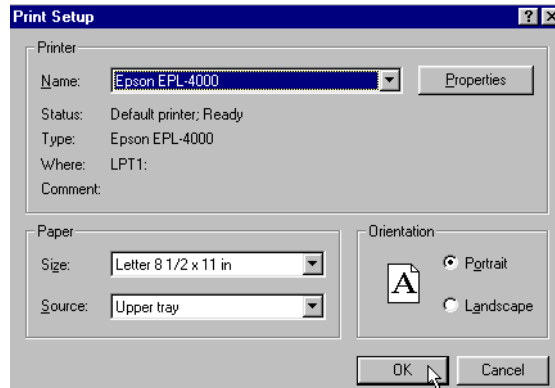 Print Setup
Printer
Name: Epson EPL-4000 Properties
Status: Default printer; Ready
Type: Epson EPL-4000
Where: LPT1:
Comment:
Paper Orientation
Size: Letter 8 1/2 x 11 in A Portrait
Source: Upper tray Landscape
OK Cancel